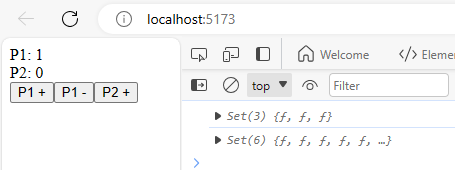 localhost:5173
P1: 1
P2: 0
P1 + P1 - P2 +
Welcome
Elemen
top
Filter
Set(3) {f, f, f}
Set(6) {f, f, f, f, f, …}